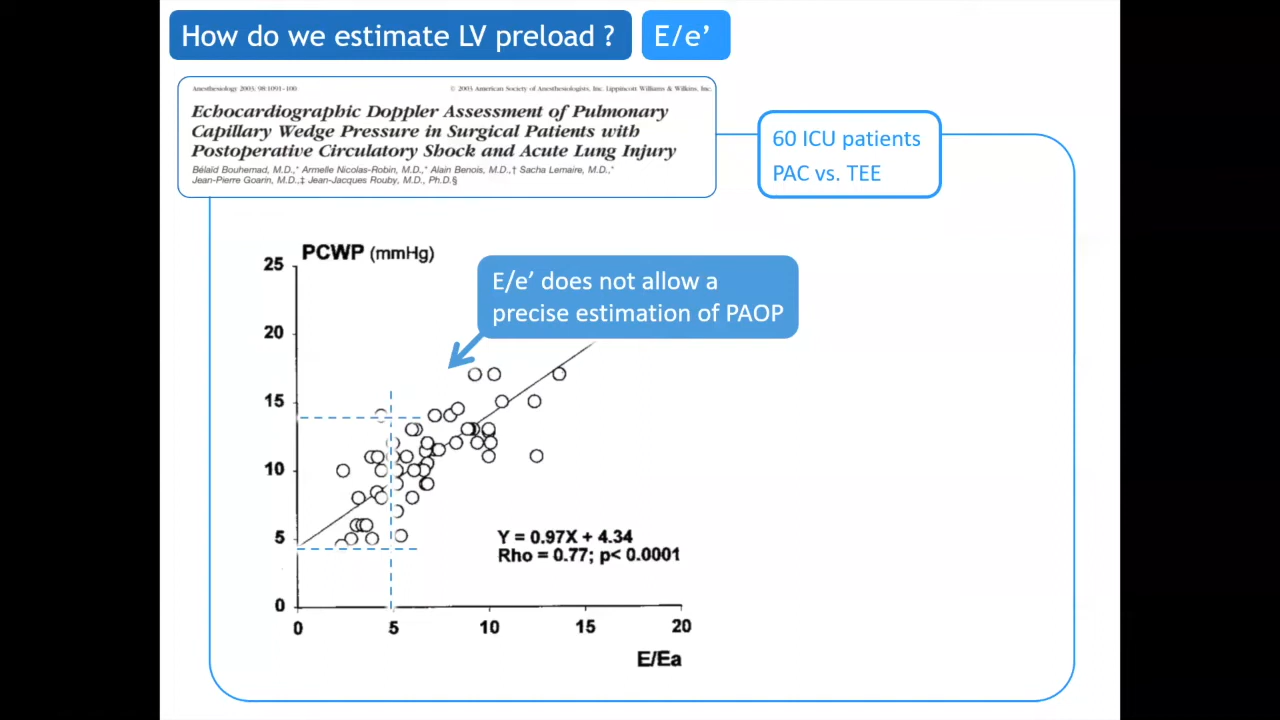 How do we estimate LV preload ?
E/e’
Anesthesiology 2003; 98:1091–100
© 2003 American Society of Anesthesiologists, Inc. Lippincott Williams & Wilkins, Inc.
Echocardiographic Doppler Assessment of Pulmonary
Capillary Wedge Pressure in Surgical Patients with
Postoperative Circulatory Shock and Acute Lung Injury
Bélaïd Bouhemad, M.D.,* Armelle Nicolas-Robin, M.D.,* Alain Benois, M.D.,† Sacha Lemaire, M.D.,*
Jean-Pierre Goarin, M.D.,‡ Jean-Jacques Rouby, M.D., Ph.D.§
60 ICU patients
PAC vs. TEE
PCWP (mmHg)
E/e’ does not allow a
precise estimation of PAOP
25
20
15
10
5
0
Y = 0.97X + 4.34
Rho = 0.77; p< 0.0001
0 5 10 15 20
E/Ea